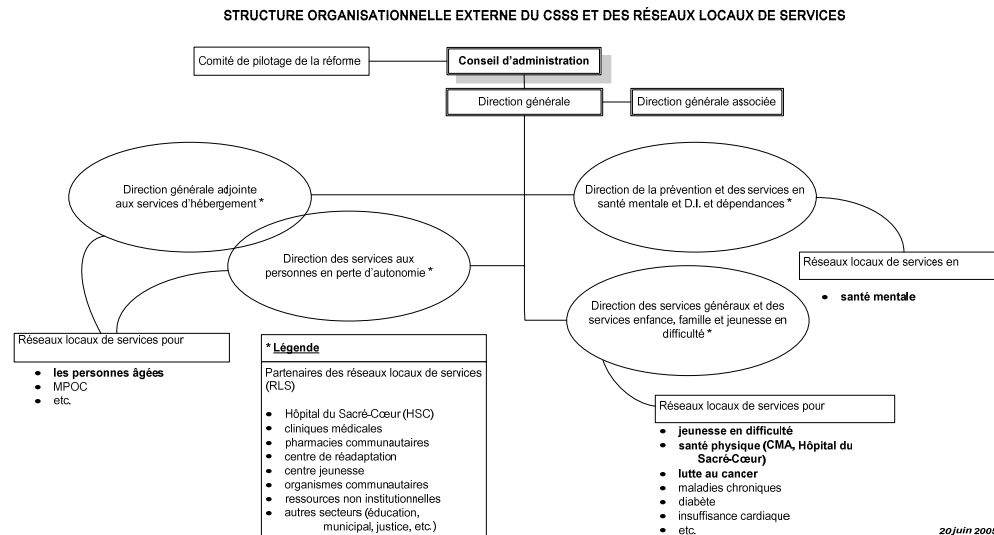 STRUCTURE ORGANISATIONNELLE EXTERNE DU CSSS ET DES RÉSEAUX LOCAUX DE SERVICES
Comité de pilotage de la réforme
Conseil d'administration
Direction générale
Direction générale associée
Direction générale adjointe
aux services d'hébergement *
Direction de la prévention et des services en
santé mentale et D.I. et dépendances *
Direction des services aux
personnes en perte d'autonomie *
Réseaux locaux de services en
• santé mentale
Direction des services généraux et des
services enfance, famille et jeunesse en
difficulté *
Réseaux locaux de services pour
• les personnes âgées
• MPOC
• etc.
* Légende
Partenaires des réseaux locaux de services
(RLS)
• Hôpital du Sacré-Cœur (HSC)
• cliniques médicales
• pharmacies communautaires
• centre de réadaptation
• centre jeunesse
• organismes communautaires
• ressources non institutionnelles
• autres secteurs (éducation,
municipal, justice, etc.)
Réseaux locaux de services pour
• jeunesse en difficulté
• santé physique (CMA, Hôpital du
Sacré-Cœur)
• lutte au cancer
• maladies chroniques
• diabète
• insuffisance cardiaque
• etc.
20 juin